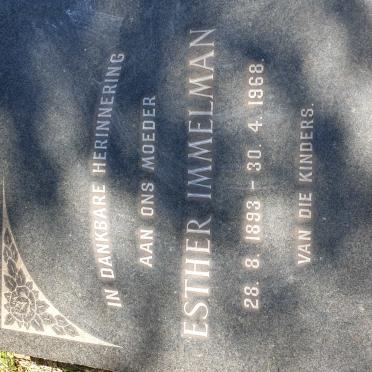 IN DANKBARE HERINNERING
AAN ONS MOEDER
ESTHER IMMELMAN
28. 8. 1893 – 30. 4. 1968.
VAN DIE KINDERS.